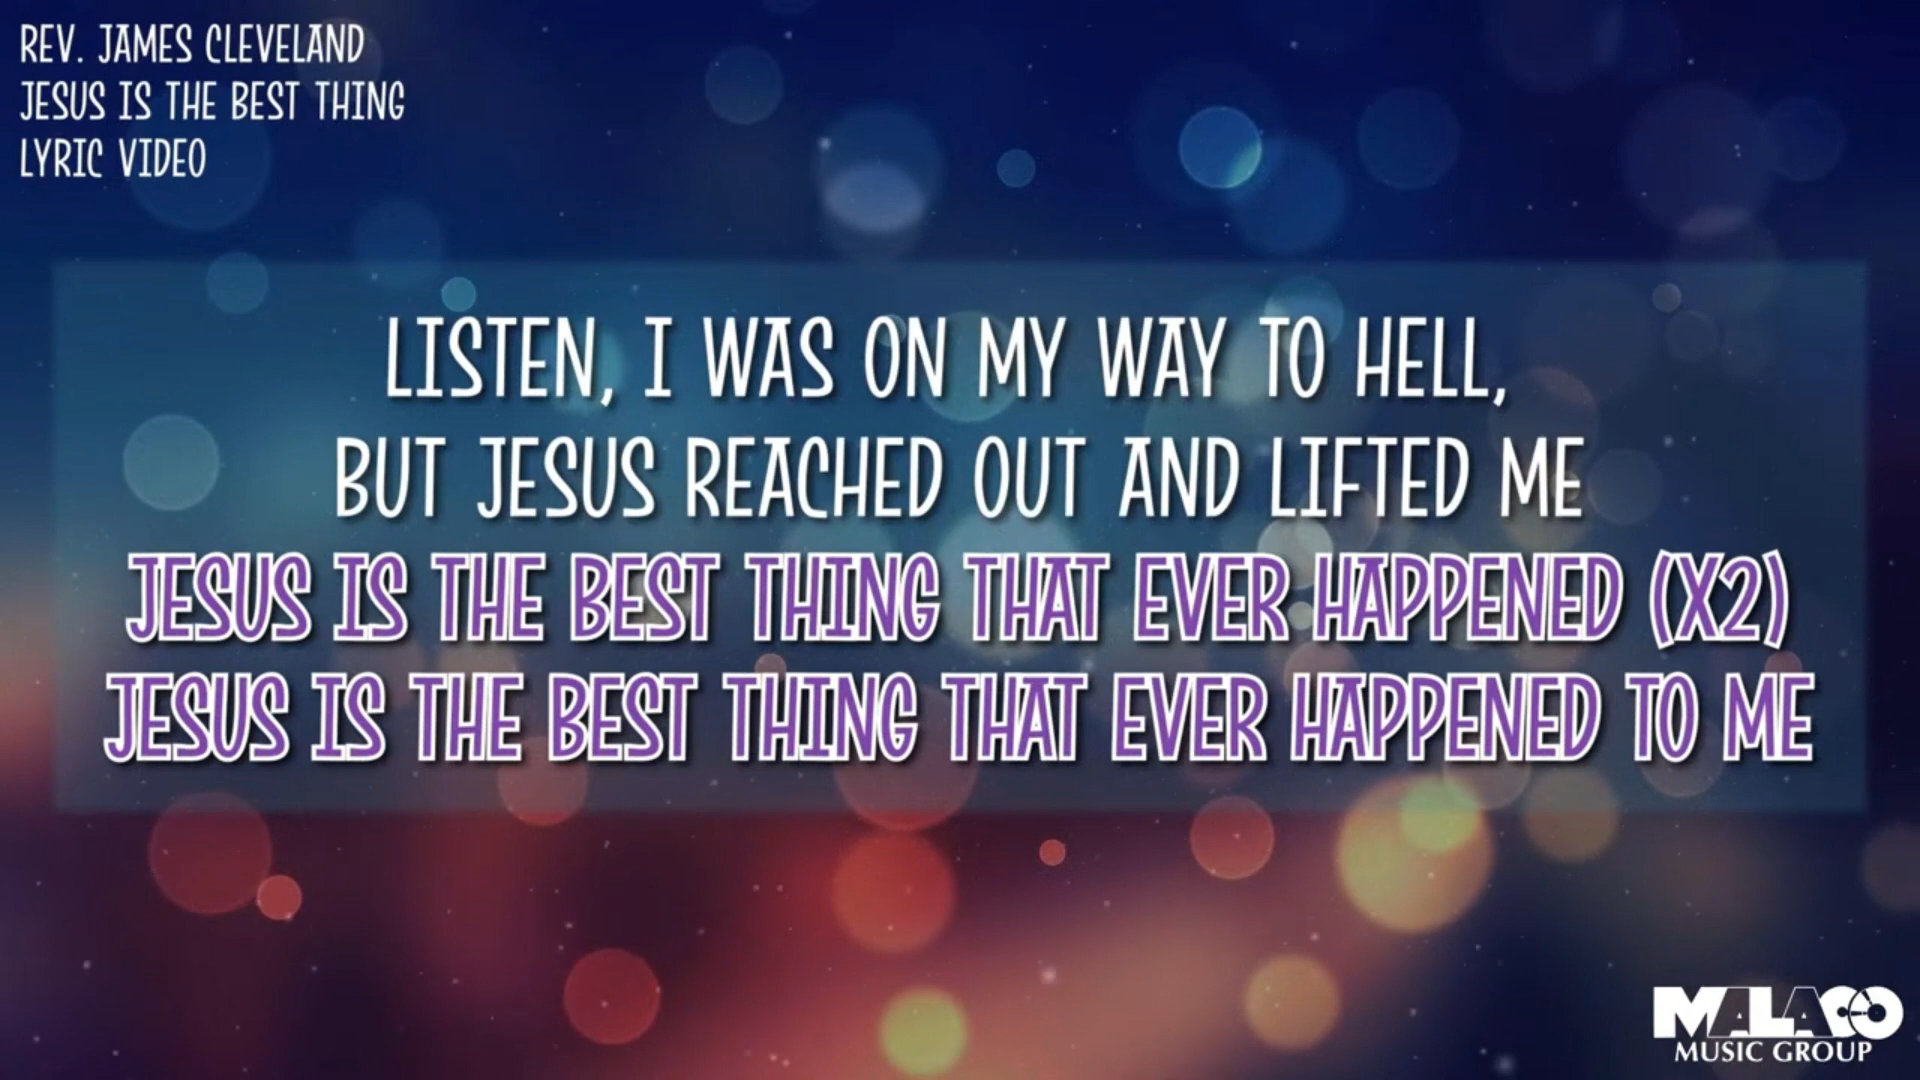 REV. JAMES CLEVELAND
JESUS IS THE BEST THING
LYRIC VIDEO
LISTEN, I WAS ON MY WAY TO HELL,
BUT JESUS REACHED OUT AND LIFTED ME
JESUS IS THE BEST THING THAT EVER HAPPENED (X2)
JESUS IS THE BEST THING THAT EVER HAPPENED TO ME
MALACO
MUSIC GROUP